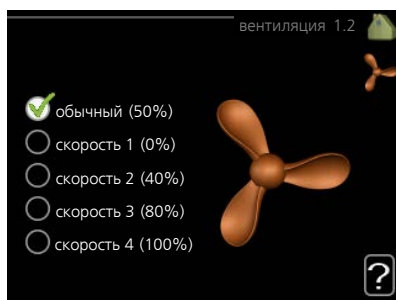 вентиляция 1.2
обычный (50%)
скорость 1 (0%)
скорость 2 (40%)
скорость 3 (80%)
скорость 4 (100%)
?